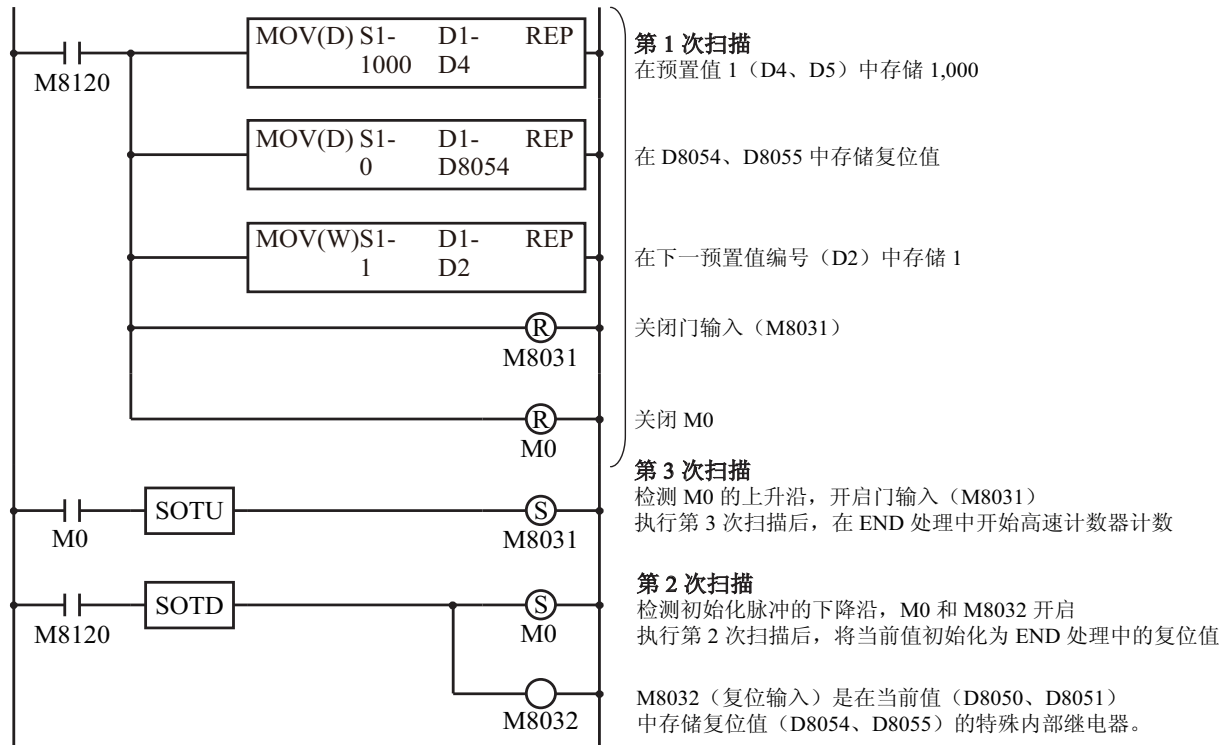 MOV(D) S1- D1- REP
1000 D4
M8120
第 1 次扫描
在预置值 1（D4、D5）中存储 1,000
MOV(D) S1- D1- REP
0 D8054
在 D8054、D8055 中存储复位值
MOV(W)S1- D1- REP
1 D2
在下一预置值编号（D2）中存储 1
R
M8031
关闭门输入（M8031）
R
M0
关闭 M0
M0
SOTU
S
M8031
第 3 次扫描
检测 M0 的上升沿，开启门输入（M8031）
执行第 3 次扫描后，在 END 处理中开始高速计数器计数
M8120
SOTD
S
M0
第 2 次扫描
检测初始化脉冲的下降沿，M0 和 M8032 开启
执行第 2 次扫描后，将当前值初始化为 END 处理中的复位值
M8032
M8032（复位输入）是在当前值（D8050、D8051）
中存储复位值（D8054、D8055）的特殊内部继电器。